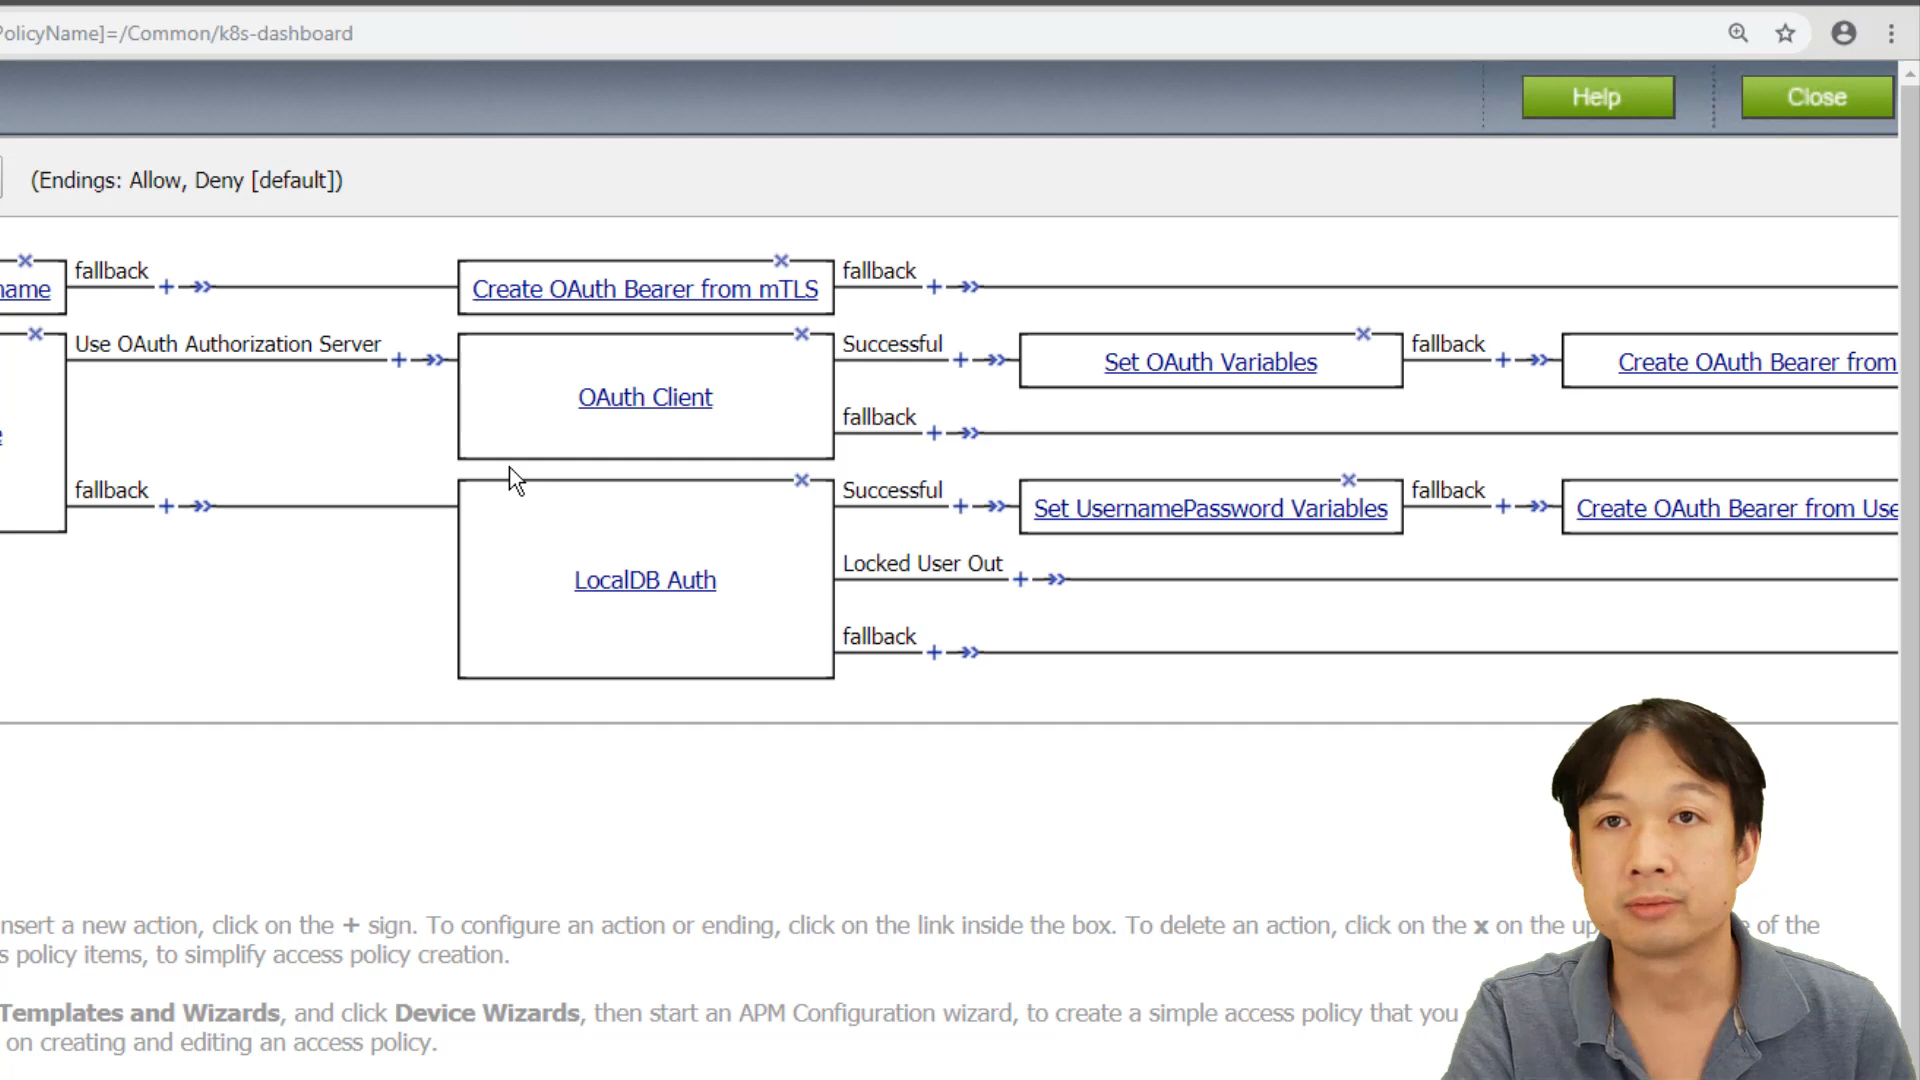 PolicyName]=/Common/k8s-dashboard
Help
Close
(Endings: Allow, Deny [default])
fallback
Create OAuth Bearer from mTLS
fallback
name
Use OAuth Authorization Server
OAuth Client
Successful
Set OAuth Variables
fallback
Create OAuth Bearer from
fallback
fallback
LocalDB Auth
Successful
Set UsernamePassword Variables
fallback
Create OAuth Bearer from Use
Locked User Out
fallback
insert a new action, click on the + sign. To configure an action or ending, click on the link inside the box. To delete an action, click on the x on the up e of the
s policy items, to simplify access policy creation.
Templates and Wizards, and click Device Wizards, then start an APM Configuration wizard, to create a simple access policy that you
on creating and editing an access policy.